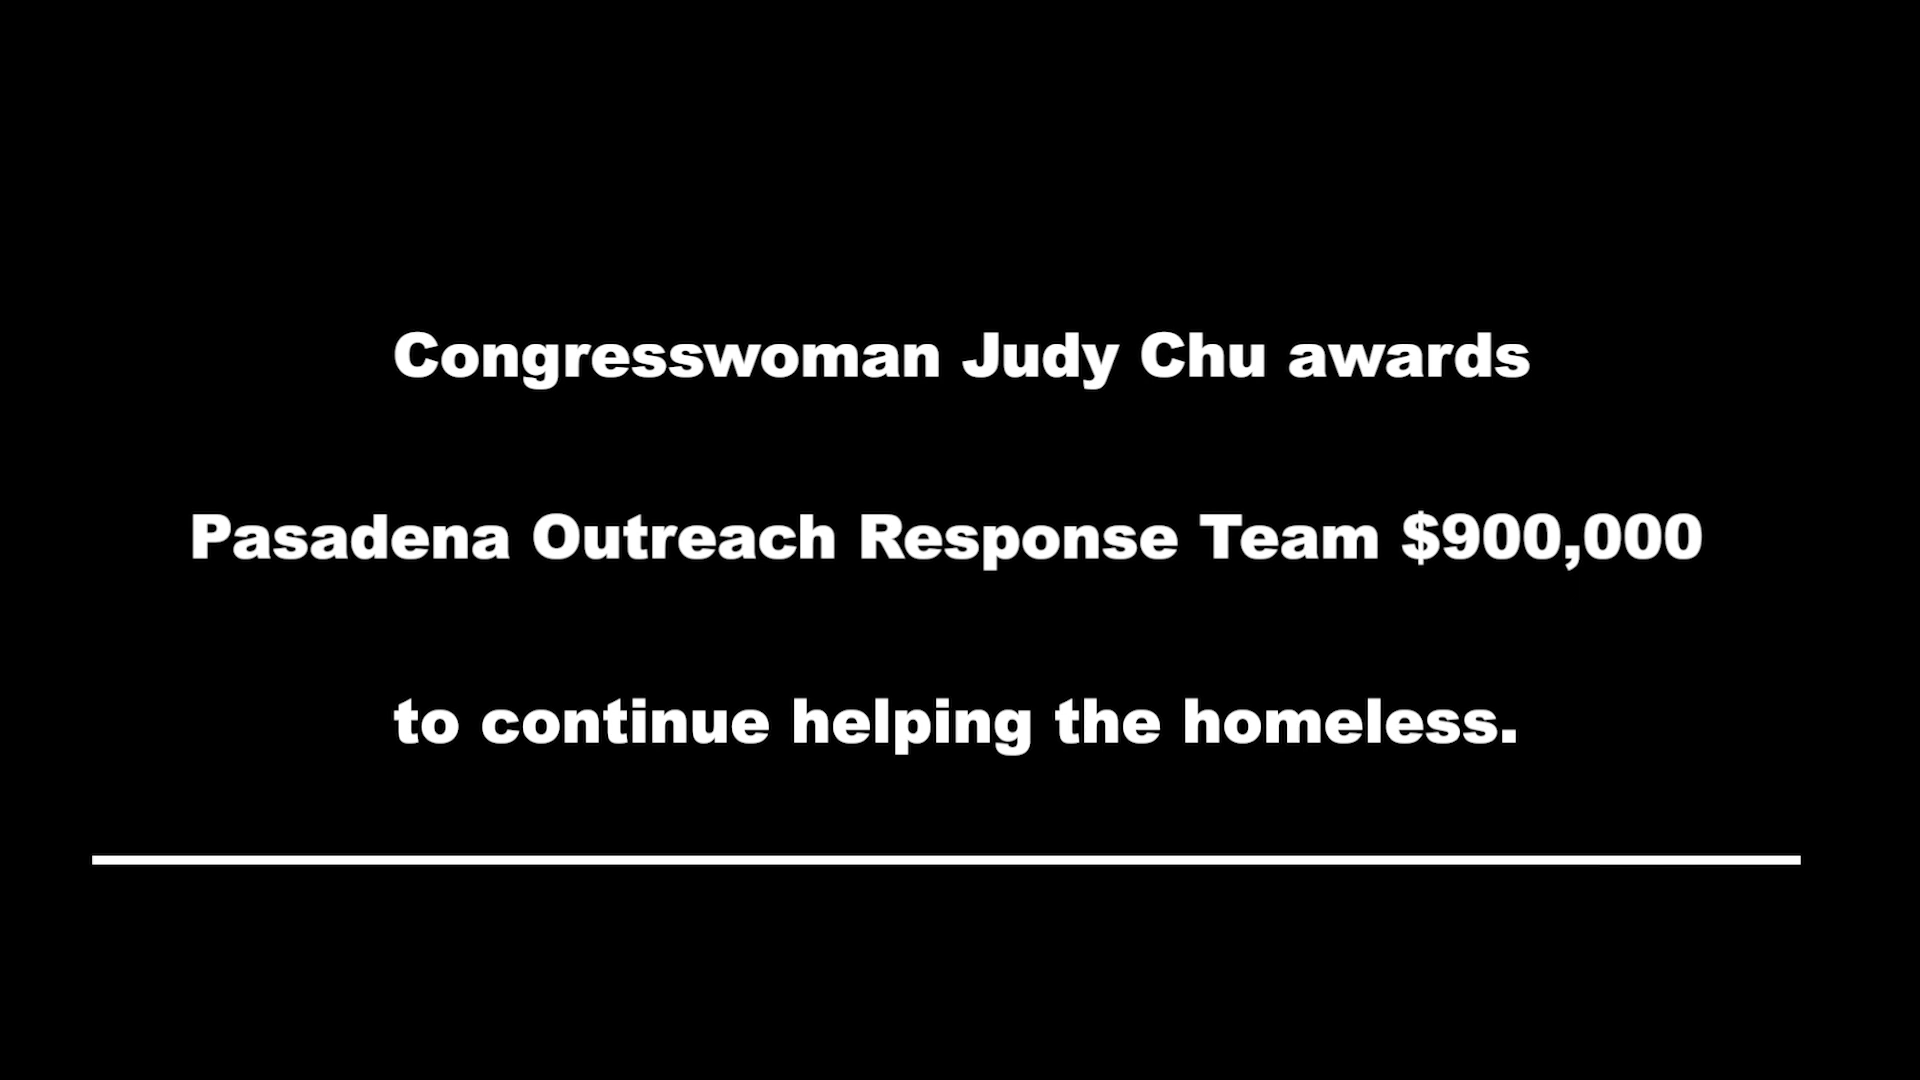 Congresswoman Judy Chu awards
Pasadena Outreach Response Team $900,000
to continue helping the homeless.